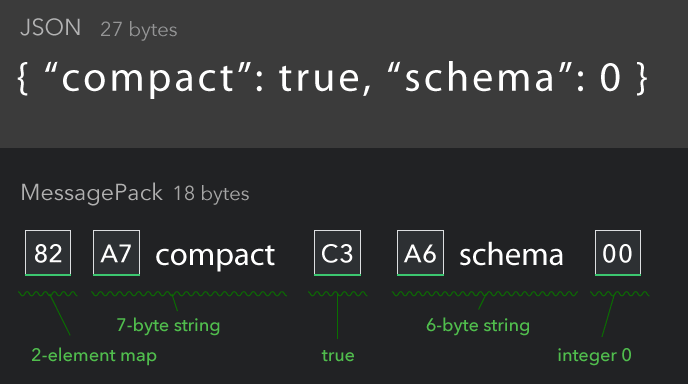 JSON 27 bytes
{ “compact”: true, “schema”: 0 }
MessagePack 18 bytes
82 A7 compact C3 A6 schema 00
7-byte string 6-byte string
2-element map true integer 0